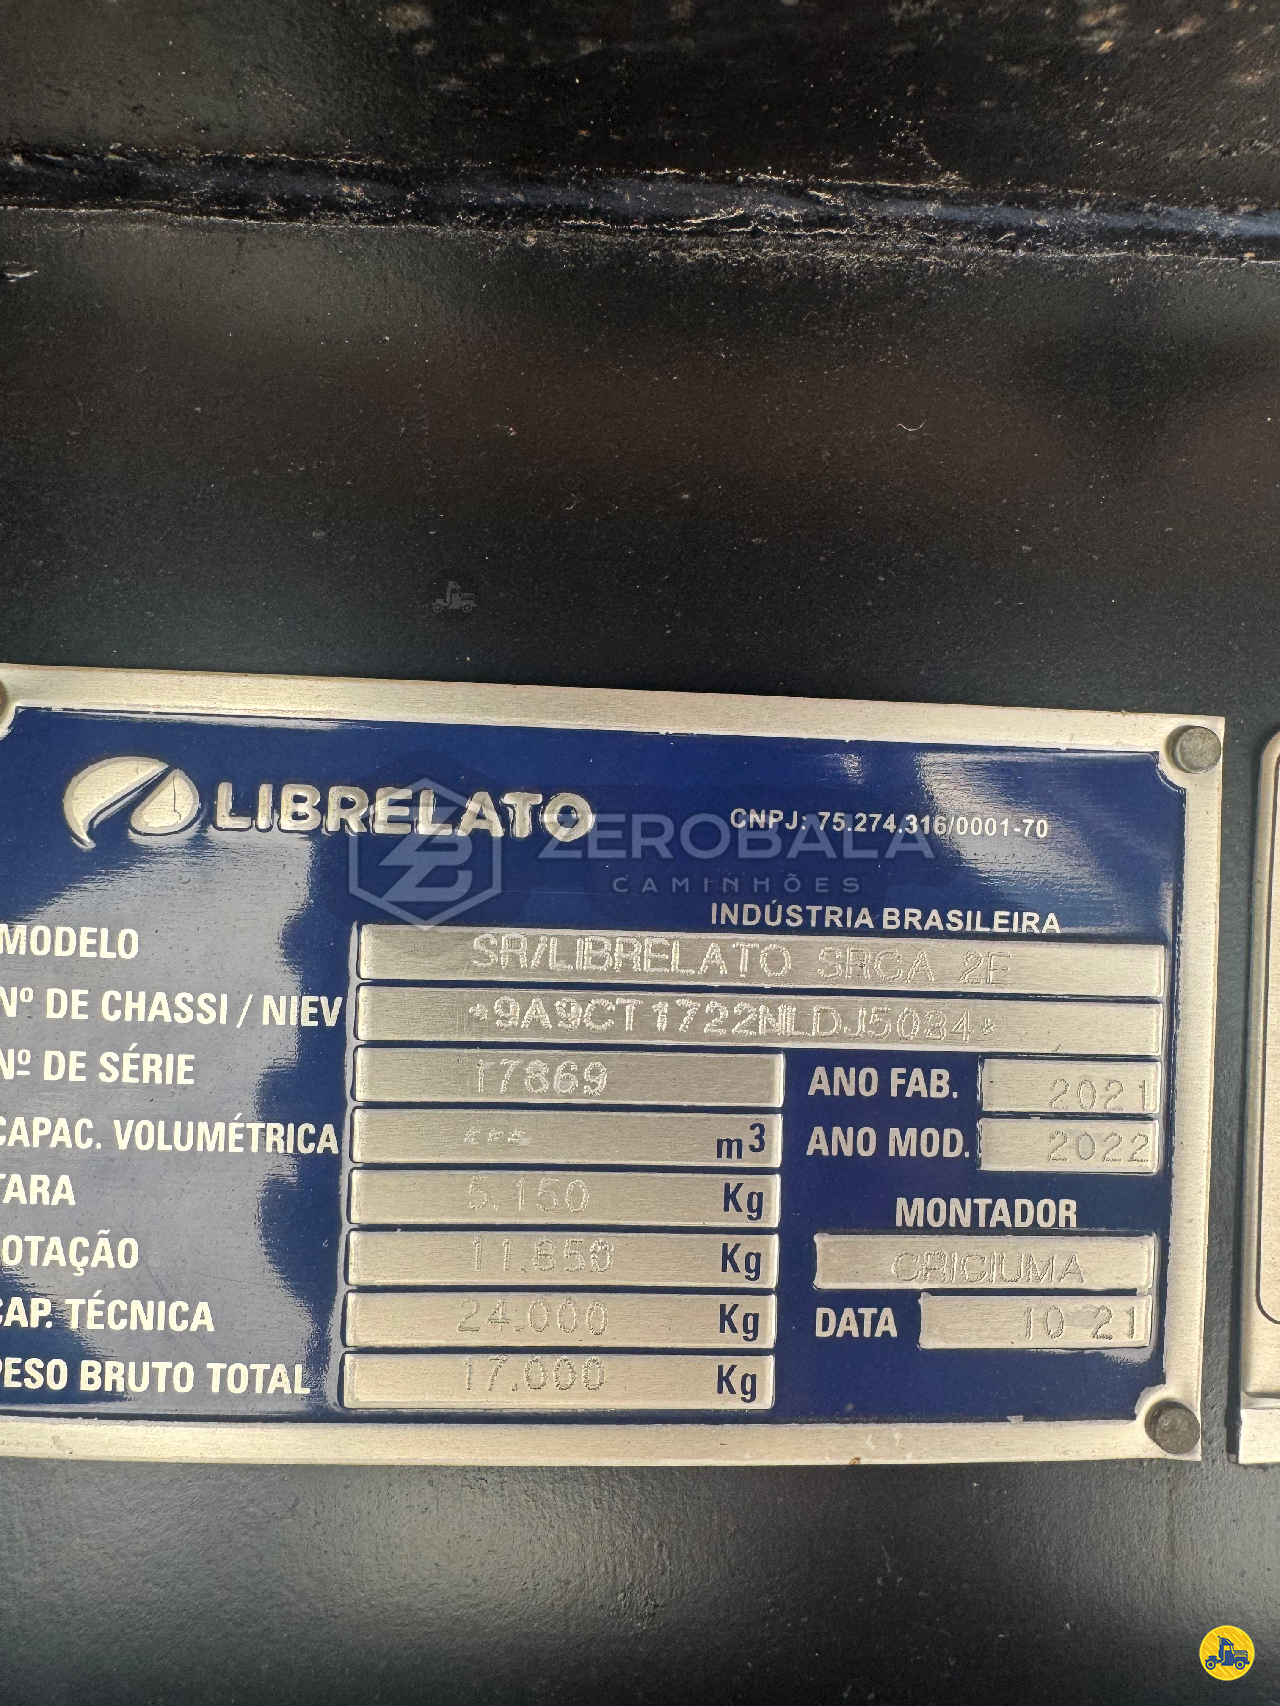 LIBRELATO
CNPJ: 75.274.316/0001-70
ZEROBALA
CAMINHÕES
INDÚSTRIA BRASILEIRA
MODELO SR/LIBRELATO SRCA 2E
Nº DE CHASSI / NIEV *9A9CT1722NLDJ5034*
Nº DE SÉRIE 17869 ANO FAB. 2021
CAPAC. VOLUMÉTRICA *** m3 ANO MOD. 2022
TARA 5.150 Kg
MONTADOR
LOTAÇÃO 11.850 Kg CRICIUMA
CAP. TÉCNICA 24.000 Kg DATA 10 21
PESO BRUTO TOTAL 17.000 Kg